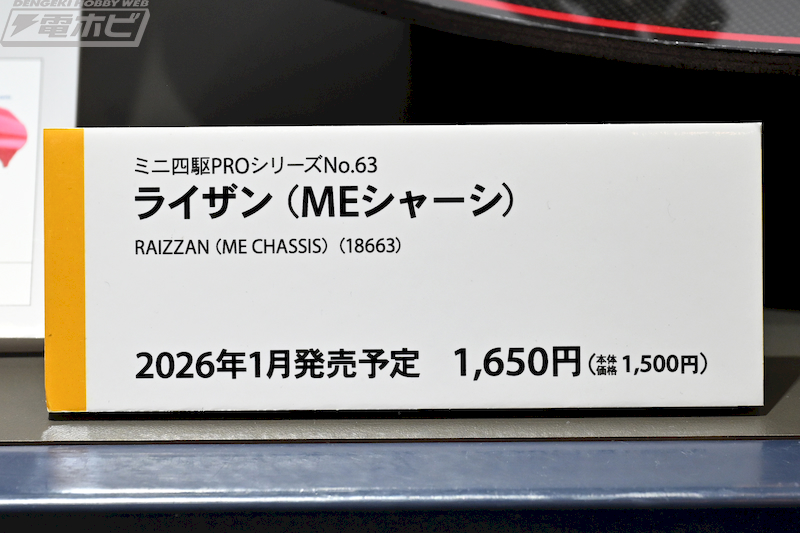 DENGEKI HOBBY WEB
電ホビ
ミニ四駆PROシリーズNo.63
ライザン（MEシャーシ）
RAIZZAN（ME CHASSIS）（18663）
2026年1月発売予定 1,650円（本体価格1,500円）